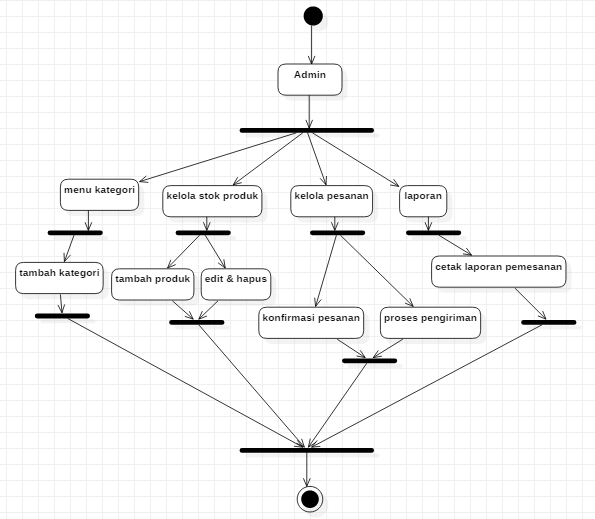 Admin
menu kategori
kelola stok produk
kelola pesanan
laporan
tambah kategori
tambah produk
edit & hapus
cetak laporan pemesanan
konfirmasi pesanan
proses pengiriman